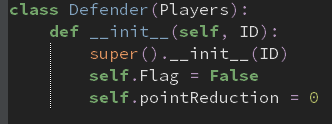 class Defender(Players):
    def __init__(self, ID):
        super().__init__(ID)
        self.Flag = False
        self.pointReduction = 0